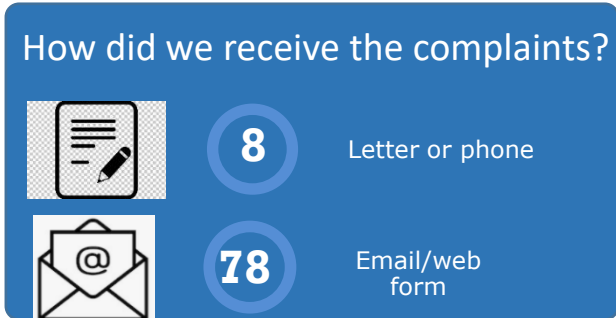 How did we receive the complaints?
8
Letter or phone
@
78
Email/web
form